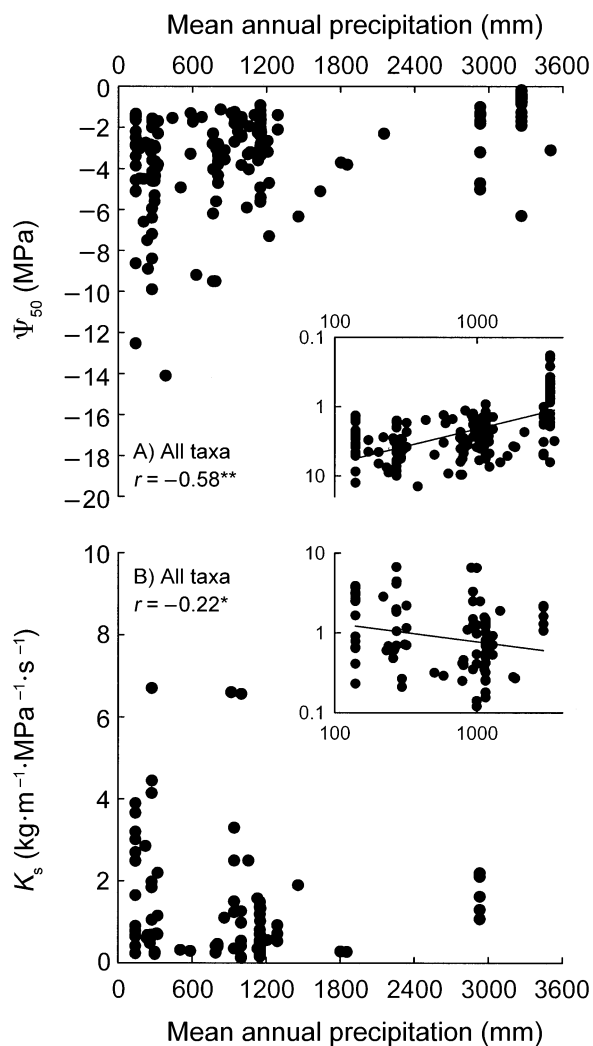 Mean annual precipitation (mm)
0 600 1200 1800 2400 3000 3600
0
−2
−4
−6
−8
−10
−12
−14
−16
−18
−20
Ψ50 (MPa)
100 1000
0.1
1
10
A) All taxa
r = −0.58**
10
8
6
4
2
0
Ks (kg·m−1·MPa−1·s−1)
B) All taxa
r = −0.22*
10
1
0.1
100 1000
0 600 1200 1800 2400 3000 3600
Mean annual precipitation (mm)